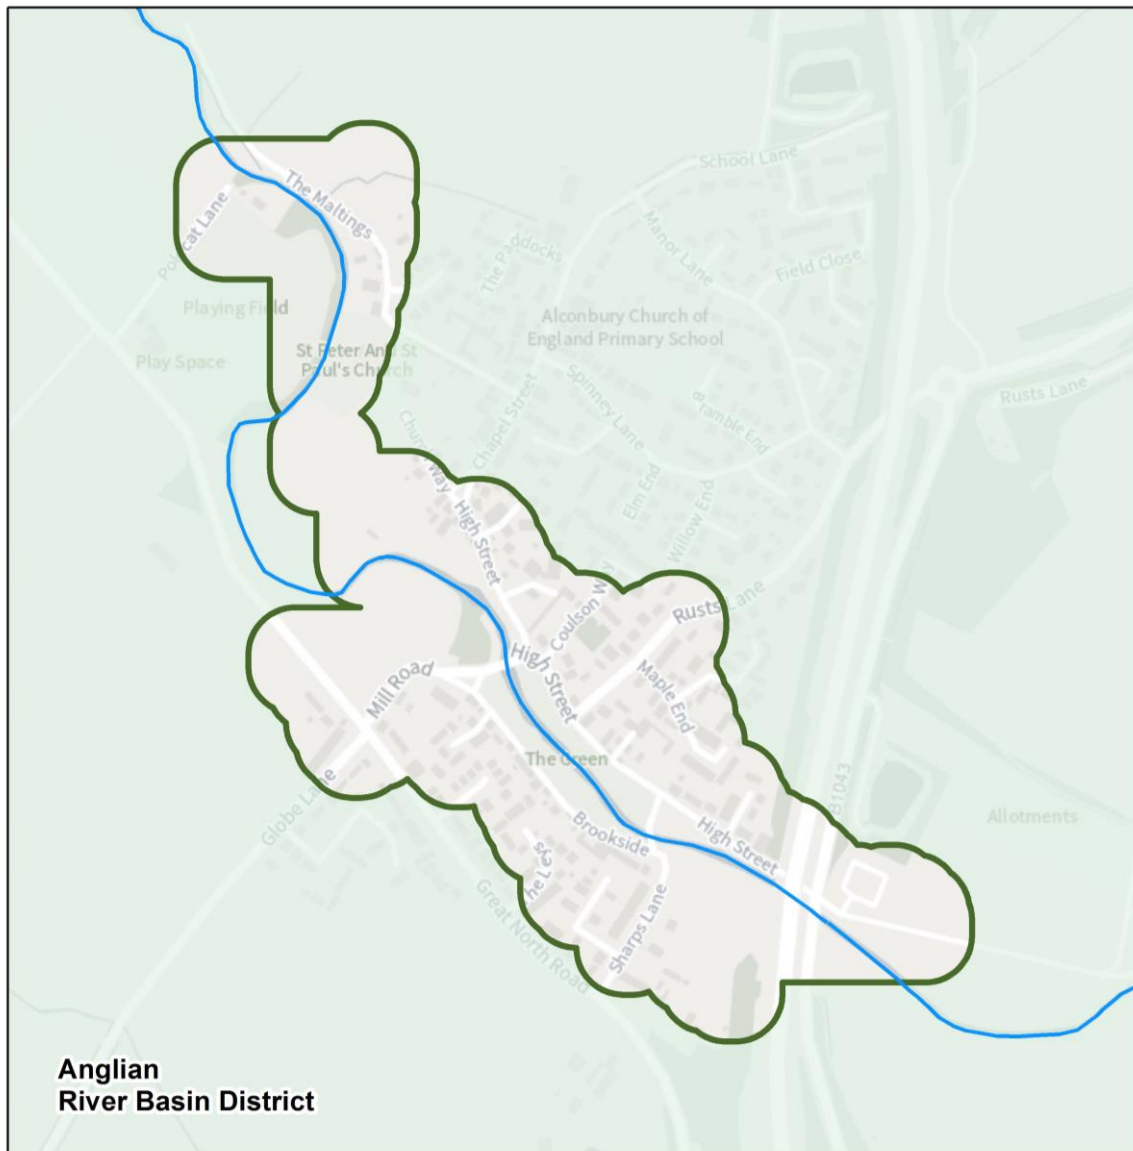 School Lane
The Maltings
Polecat Lane
Manor Lane
The Paddocks
Field Close
Playing Field
Alconbury Church of
England Primary School
St Peter And St
Paul's Church
Play Space
Rusts Lane
Spinney Lane
Bramble End
Chapel Street
Church Way
Elm End
High Street
Willow End
Coulson Way
Rusts Lane
High Street
Mill Road
Maple End
The Green
B1043
Globe Lane
Allotments
Brookside
High Street
The Leys
Great North Road
Sharps Lane
Anglian
River Basin District